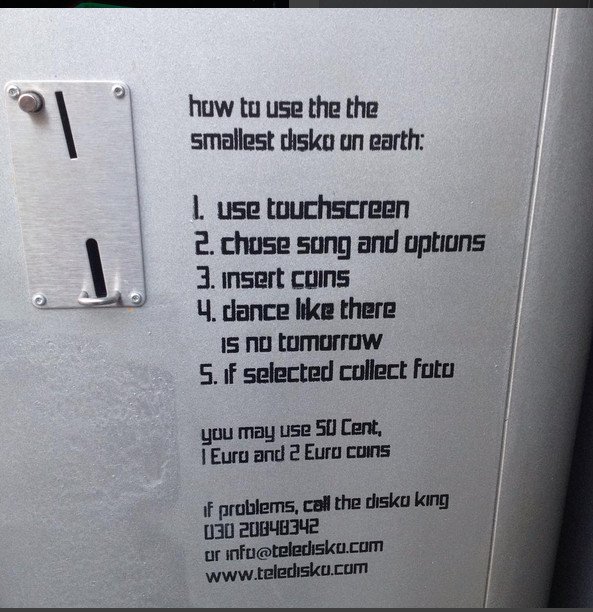 how to use the the
smallest disko on earth:
1. use touchscreen
2. chose song and options
3. insert coins
4. dance like there
is no tomorrow
5. if selected collect foto
you may use 50 Cent,
1 Euro and 2 Euro coins
if problems, call the disko king
030 20848342
or info@teledisko.com
www.teledisko.com